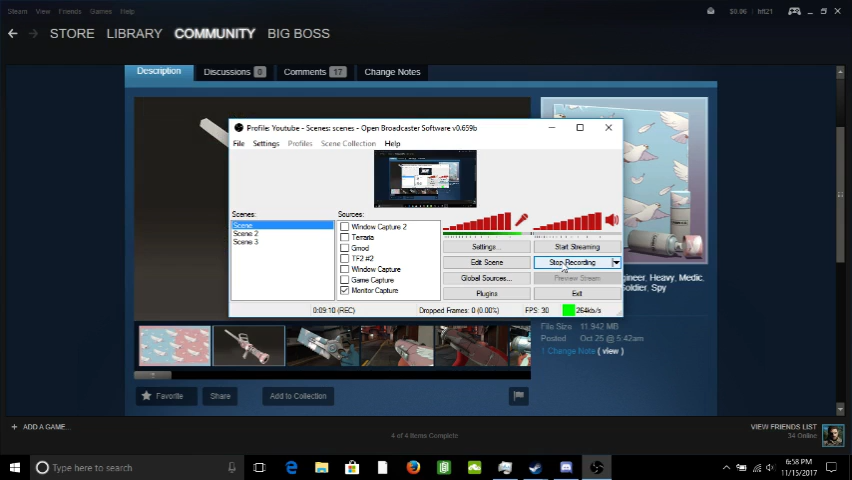 Steam View Friends Games Help
$0.06 hft21
STORE LIBRARY COMMUNITY BIG BOSS
Description Discussions 0 Comments 17 Change Notes
Profile: Youtube - Scenes: scenes - Open Broadcaster Software v0.659b
File Settings Profiles Scene Collection Help
Scenes: Sources:
Scene
Scene 2
Scene 3
Window Capture 2
Terraria
Gmod
TF2 #2
Window Capture
Game Capture
Monitor Capture
Settings... Start Streaming
Edit Scene Stop Recording
Global Sources... Preview Stream
Plugins Exit
0:09:10 (REC) Dropped Frames: 0 (0.00%) FPS: 30 264kb/s
gineer, Heavy, Medic,
Soldier, Spy
File Size 11.942 MB
Posted Oct 25 @ 5:42am
1 Change Note ( view )
Favorite Share Add to Collection
+ ADD A GAME...
4 of 4 Items Complete
VIEW FRIENDS LIST
34 Online
Type here to search
6:58 PM
11/15/2017